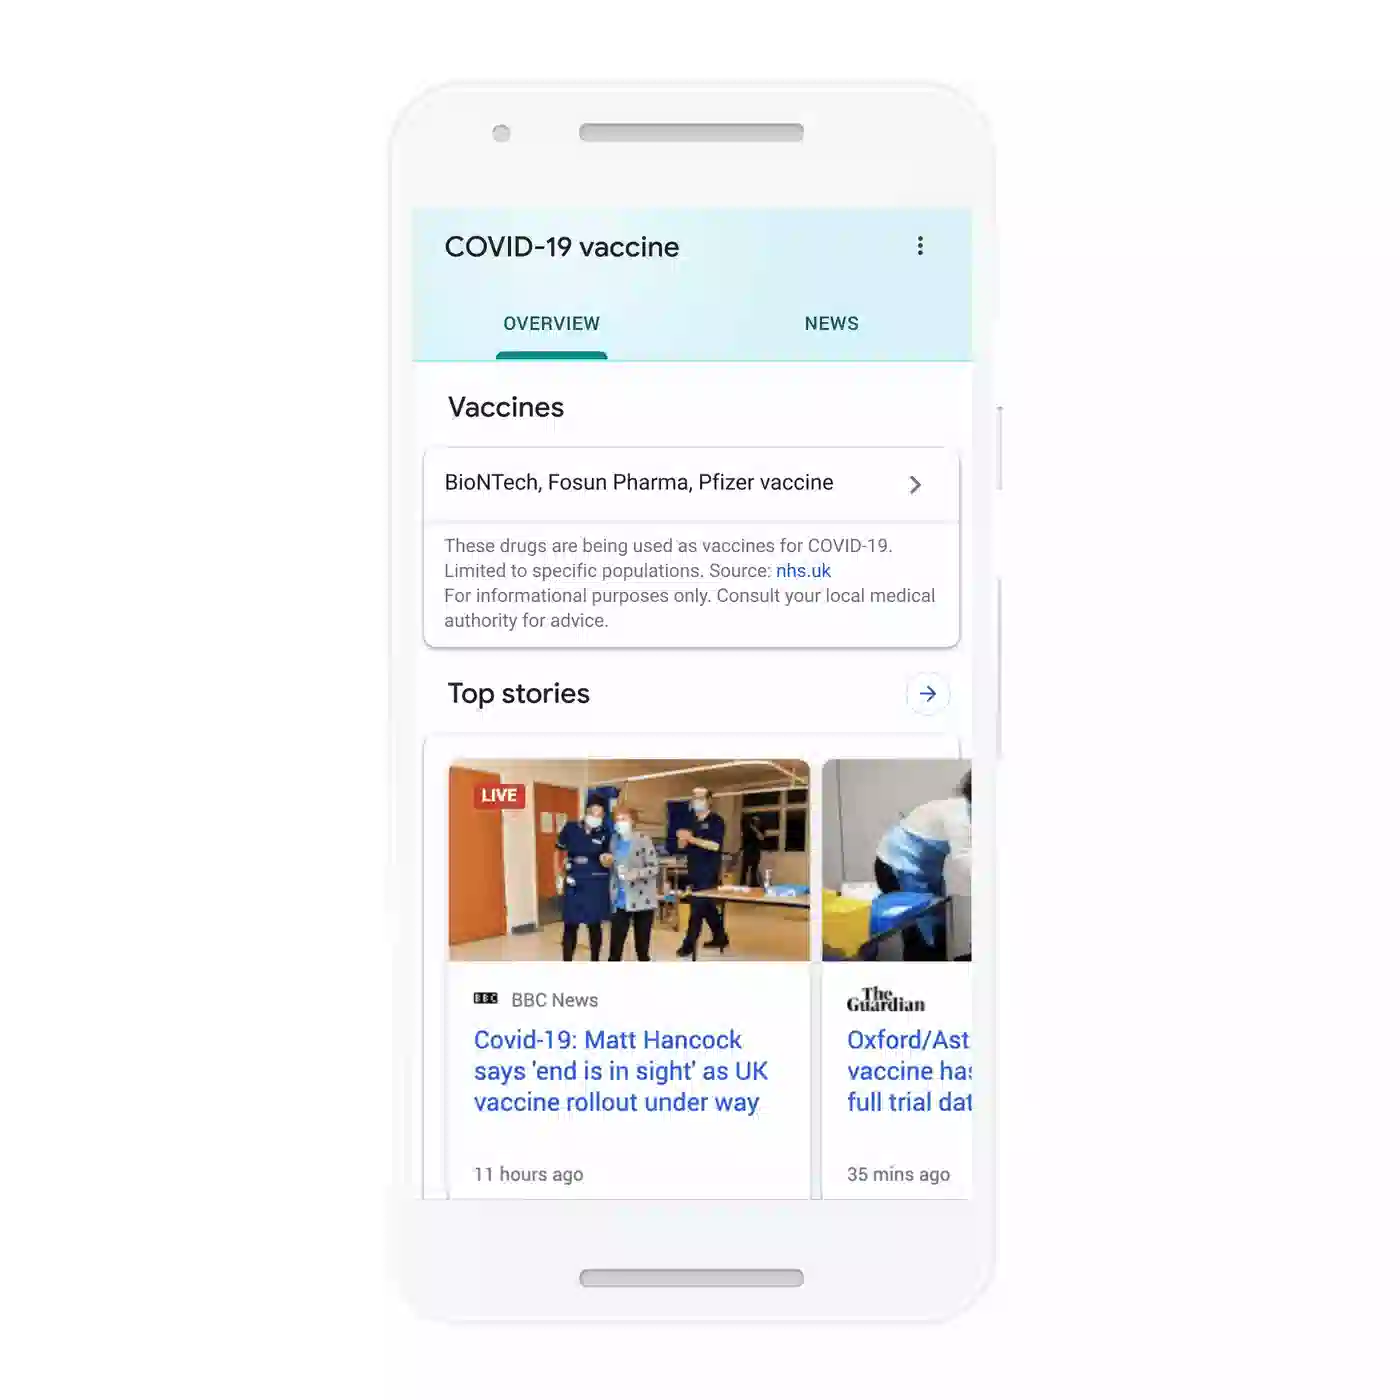 COVID-19 vaccine
OVERVIEW
NEWS
Vaccines
BioNTech, Fosun Pharma, Pfizer vaccine
These drugs are being used as vaccines for COVID-19.
Limited to specific populations. Source: nhs.uk
For informational purposes only. Consult your local medical
authority for advice.
Top stories
LIVE
BBC BBC News
Covid-19: Matt Hancock
says 'end is in sight' as UK
vaccine rollout under way
11 hours ago
The
Guardian
Oxford/Ast
vaccine has
full trial dat
35 mins ago